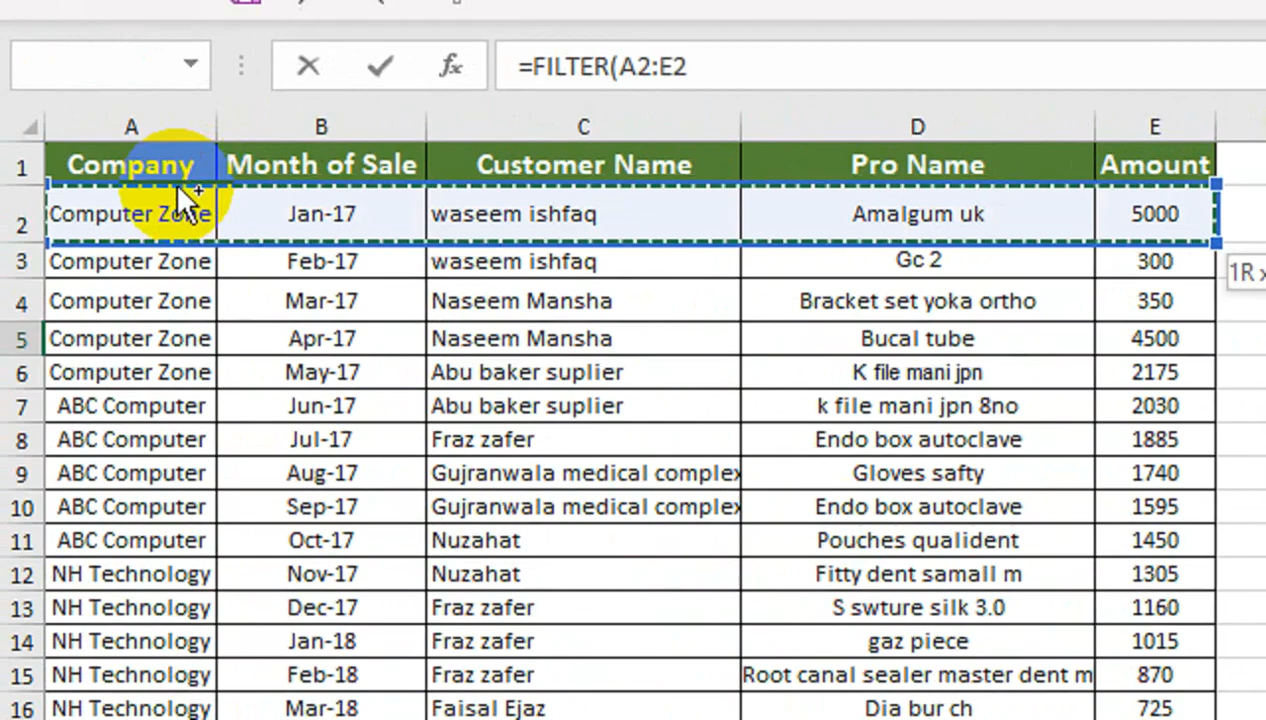 =FILTER(A2:E2
A B C D E
1 Company Month of Sale Customer Name Pro Name Amount
2 Computer Zone Jan-17 waseem ishfaq Amalgum uk 5000
3 Computer Zone Feb-17 waseem ishfaq Gc 2 300
4 Computer Zone Mar-17 Naseem Mansha Bracket set yoka ortho 350
5 Computer Zone Apr-17 Naseem Mansha Bucal tube 4500
6 Computer Zone May-17 Abu baker suplier K file mani jpn 2175
7 ABC Computer Jun-17 Abu baker suplier k file mani jpn 8no 2030
8 ABC Computer Jul-17 Fraz zafer Endo box autoclave 1885
9 ABC Computer Aug-17 Gujranwala medical complex Gloves safty 1740
10 ABC Computer Sep-17 Gujranwala medical complex Endo box autoclave 1595
11 ABC Computer Oct-17 Nuzahat Pouches qualident 1450
12 NH Technology Nov-17 Nuzahat Fitty dent samall m 1305
13 NH Technology Dec-17 Fraz zafer S swture silk 3.0 1160
14 NH Technology Jan-18 Fraz zafer gaz piece 1015
15 NH Technology Feb-18 Fraz zafer Root canal sealer master dent m 870
16 NH Technology Mar-18 Faisal Ejaz Dia bur ch 725
1R x